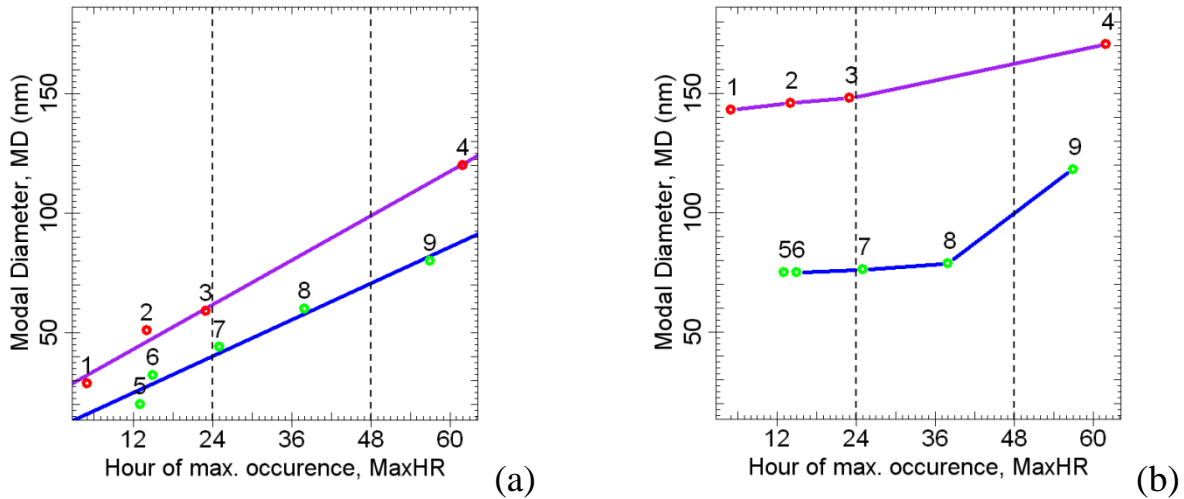 Modal Diameter, MD (nm)
150
100
50
1
2
3
4
5
6
7
8
9
12 24 36 48 60
Hour of max. occurence, MaxHR
(a)
Modal Diameter, MD (nm)
150
100
50
1
2
3
4
56
7
8
9
12 24 36 48 60
Hour of max. occurence, MaxHR
(b)